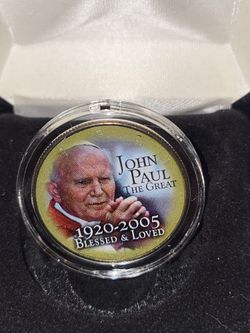 JOHN
PAUL
THE GREAT
1920-2005
BLESSED & LOVED